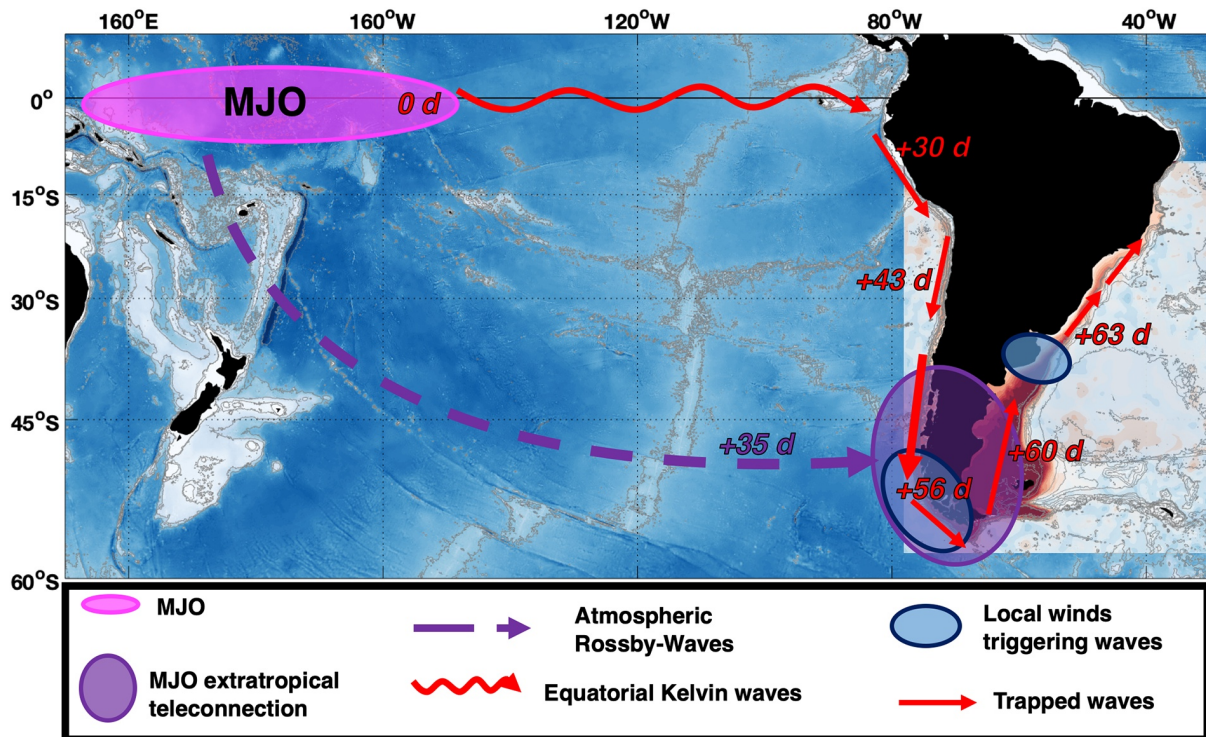 160°E 160°W 120°W 80°W 40°W
0°
MJO
0 d
+30 d
15°S
+43 d
30°S
+63 d
45°S
+35 d
+60 d
+56 d
60°S
MJO
Atmospheric
Rossby-Waves
Local winds
triggering waves
MJO extratropical
teleconnection
Equatorial Kelvin waves
Trapped waves